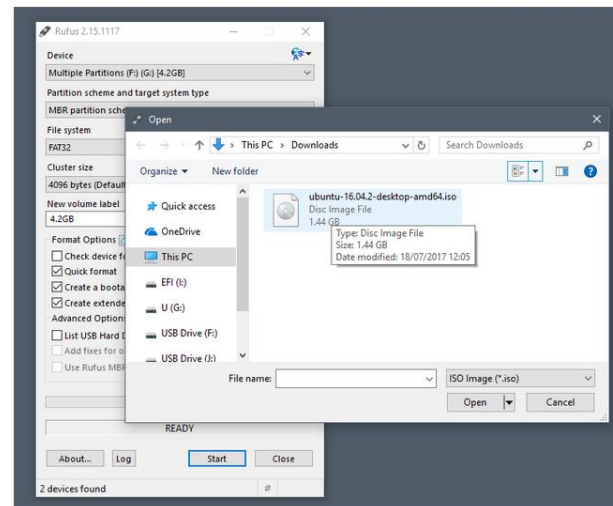 Rufus 2.15.1117
Device
Multiple Partitions (F:) (G:) [4.2GB]
Partition scheme and target system type
MBR partition sche
File system
FAT32
Cluster size
4096 bytes (Default
New volume label
4.2GB
Format Options
Check device fo
Quick format
Create a boota
Create extende
Advanced Option
List USB Hard D
Add fixes for o
Use Rufus MBR
READY
About... Log Start Close
2 devices found #
Open
This PC Downloads Search Downloads
Organize New folder
Quick access
OneDrive
This PC
EFI (I:)
U (G:)
USB Drive (F:)
USB Drive (J:)
ubuntu-16.04.2-desktop-amd64.iso
Disc Image File
1.44 GB
Type: Disc Image File
Size: 1.44 GB
Date modified: 18/07/2017 12:05
File name: ISO Image (*.iso)
Open Cancel